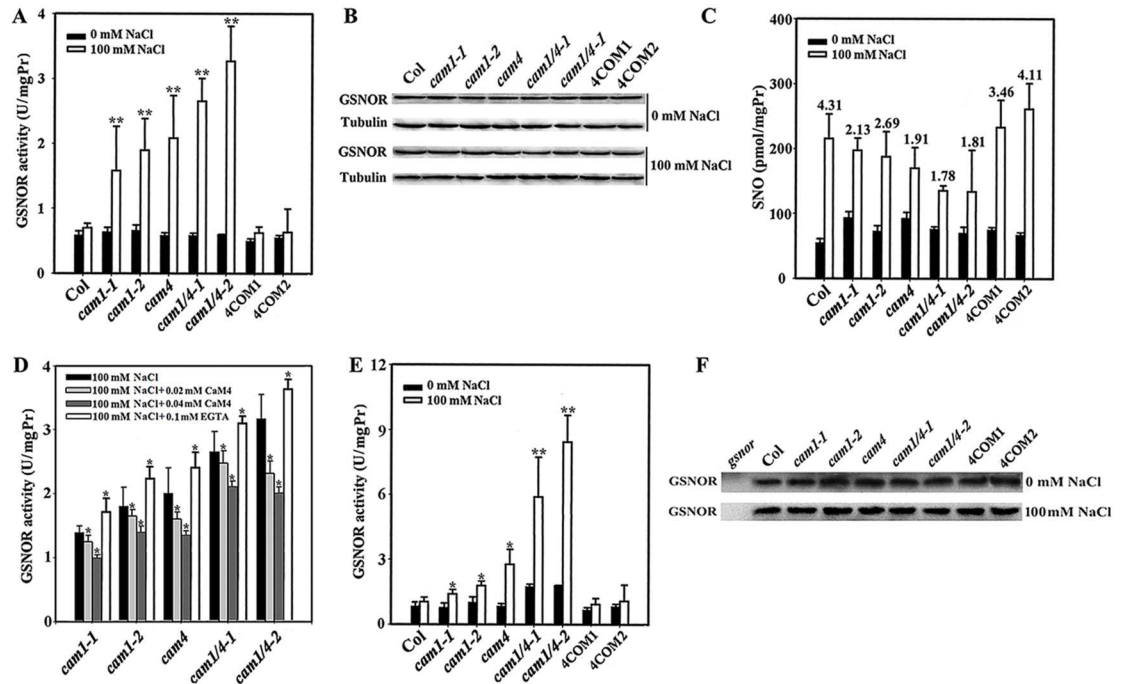 A
GSNOR activity (U/mgPr)
4
3
2
1
0
0 mM NaCl
100 mM NaCl
**
**
**
**
**
Col
cam1-1
cam1-2
cam4
cam1/4-1
cam1/4-2
4COM1
4COM2
B
Col
cam1-1
cam1-2
cam4
cam1/4-1
cam1/4-1
4COM1
4COM2
GSNOR
Tubulin
0 mM NaCl
GSNOR
Tubulin
100 mM NaCl
C
SNO (pmol/mgPr)
400
300
200
100
0
0 mM NaCl
100 mM NaCl
4.31
2.13
2.69
1.91
1.78
1.81
3.46
4.11
Col
cam1-1
cam1-2
cam4
cam1/4-1
cam1/4-2
4COM1
4COM2
D
GSNOR activity (U/mgPr)
4
3
2
1
0
100 mM NaCl
100 mM NaCl+0.02 mM CaM4
100 mM NaCl+0.04 mM CaM4
100 mM NaCl+0.1 mM EGTA
* * *
* * *
* * *
* * *
* * *
cam1-1
cam1-2
cam4
cam1/4-1
cam1/4-2
E
GSNOR activity (U/mgPr)
12
9
6
3
0
0 mM NaCl
100 mM NaCl
*
*
*
**
**
Col
cam1-1
cam1-2
cam4
cam1/4-1
cam1/4-2
4COM1
4COM2
F
gsnor
Col
cam1-1
cam1-2
cam4
cam1/4-1
cam1/4-2
4COM1
4COM2
GSNOR
0 mM NaCl
GSNOR
100 mM NaCl